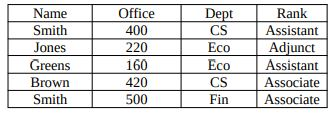 Name Office Dept Rank
Smith 400 CS Assistant
Jones 220 Eco Adjunct
Greens 160 Eco Assistant
Brown 420 CS Associate
Smith 500 Fin Associate